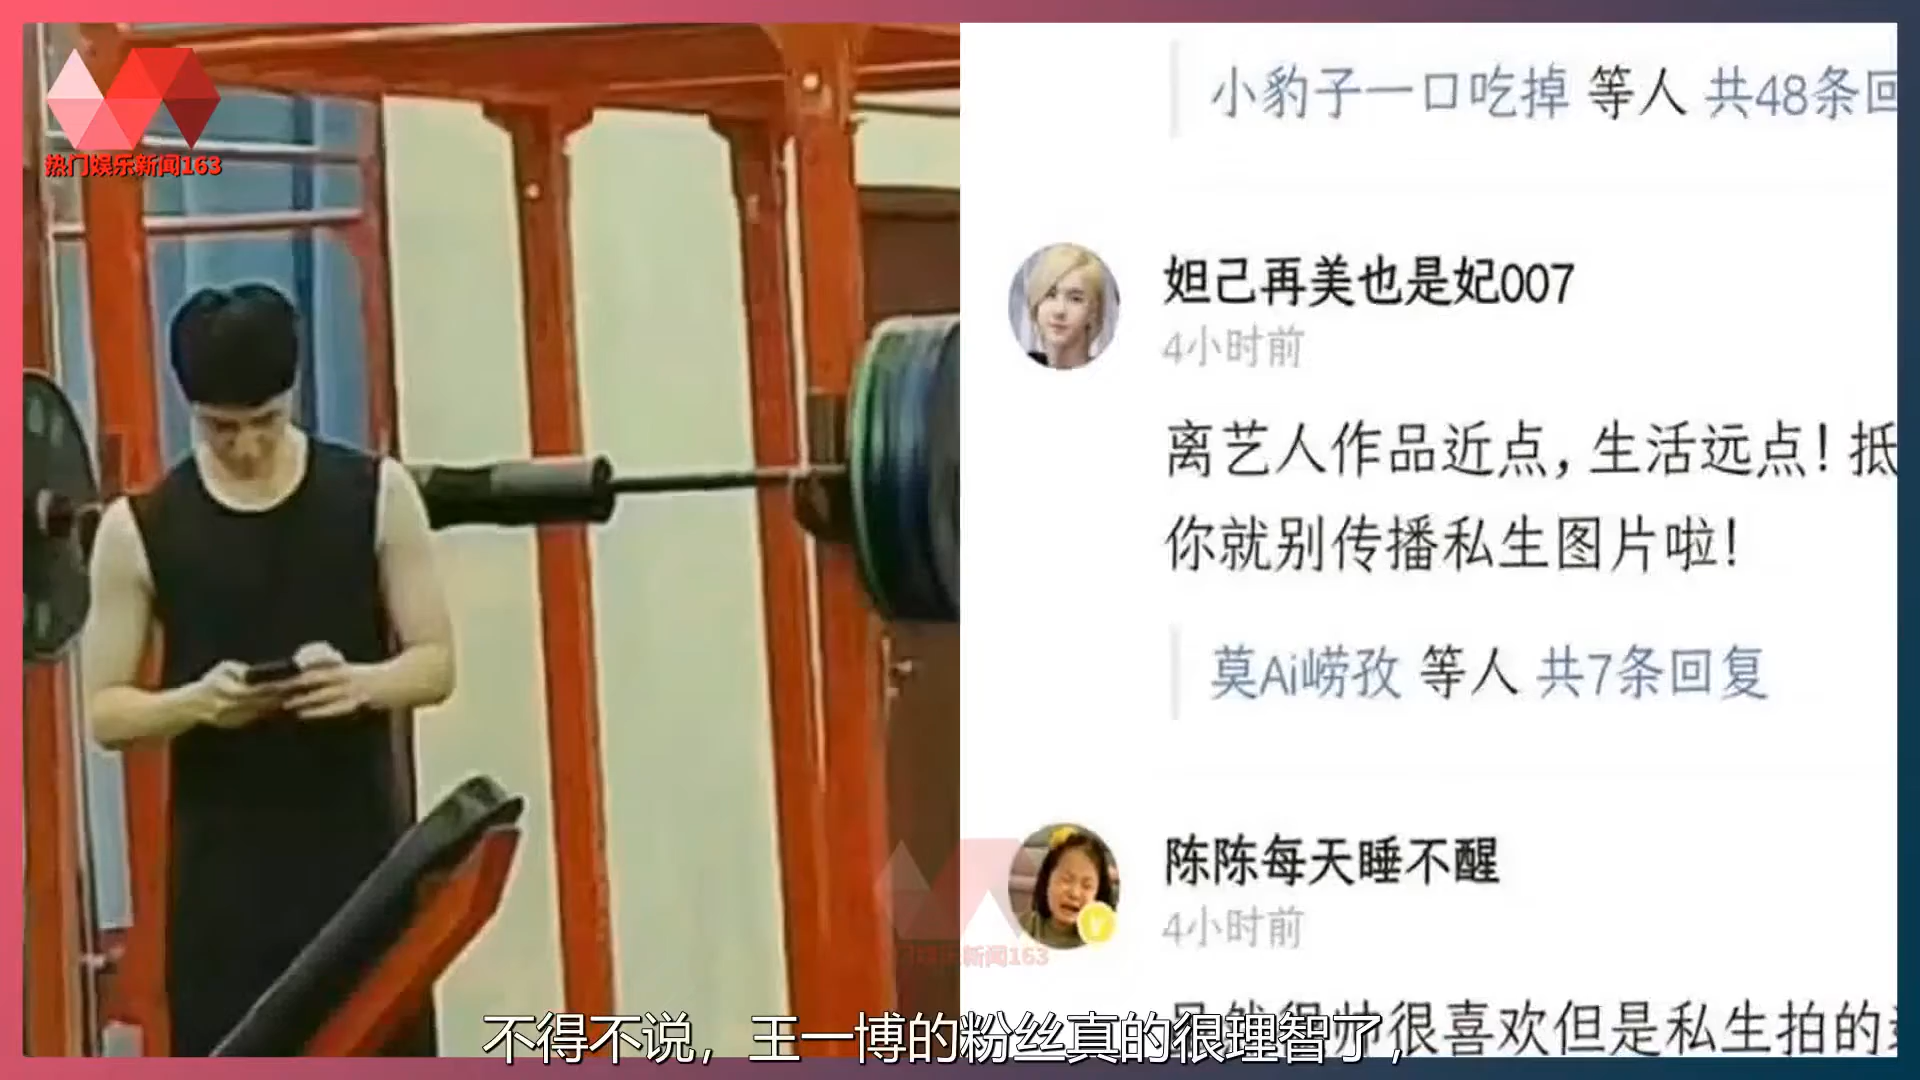 热门娱乐新闻163
小豹子一口吃掉 等人 共48条回
妲己再美也是妃007
4小时前
离艺人作品近点，生活远点！抵
你就别传播私生图片啦！
莫Ai崂孜 等人 共7条回复
陈陈每天睡不醒
4小时前
很喜欢但是私生拍的
新闻163
不得不说，王一博的粉丝真的很理智了，